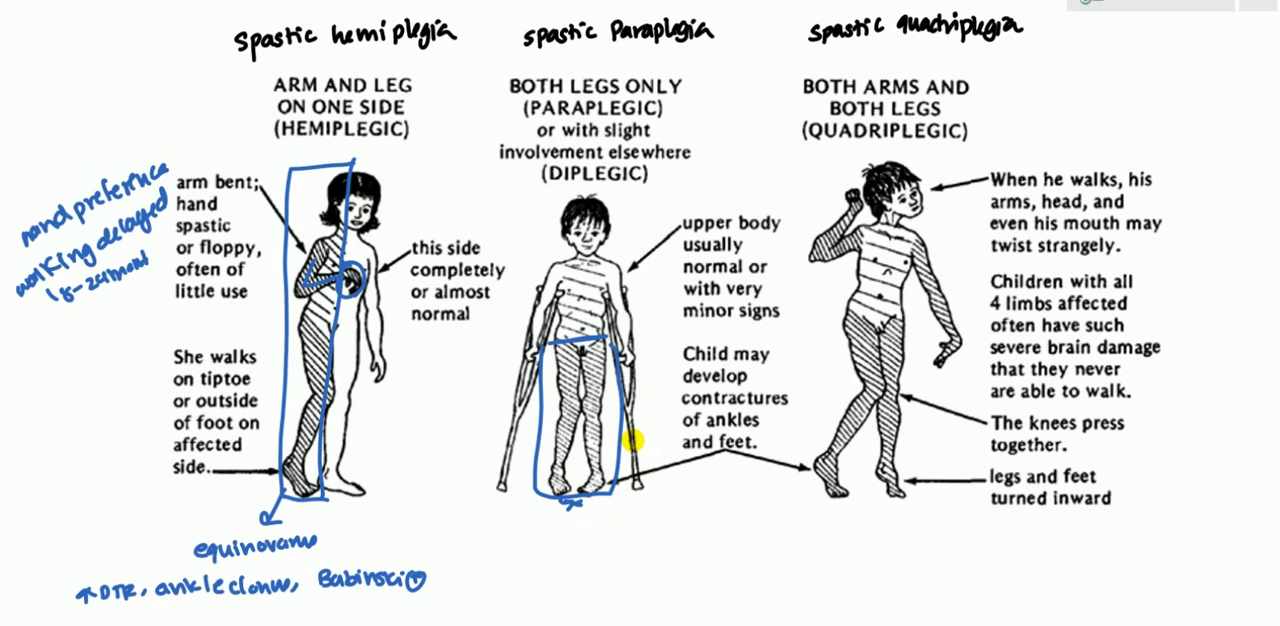 spastic hemiplegia
spastic Paraplegia
spastic quadriplegia
ARM AND LEG
ON ONE SIDE
(HEMIPLEGIC)
BOTH LEGS ONLY
(PARAPLEGIC)
or with slight
involvement elsewhere
(DIPLEGIC)
BOTH ARMS AND
BOTH LEGS
(QUADRIPLEGIC)
hand preference
walking delayed
18-24 mont
arm bent;
hand
spastic
or floppy,
often of
little use
this side
completely
or almost
normal
She walks
on tiptoe
or outside
of foot on
affected
side.
upper body
usually
normal or
with very
minor signs
Child may
develop
contractures
of ankles
and feet.
When he walks, his
arms, head, and
even his mouth may
twist strangely.
Children with all
4 limbs affected
often have such
severe brain damage
that they never
are able to walk.
The knees press
together.
legs and feet
turned inward
equinovarus
↑DTR, ankle clonus, Babinski